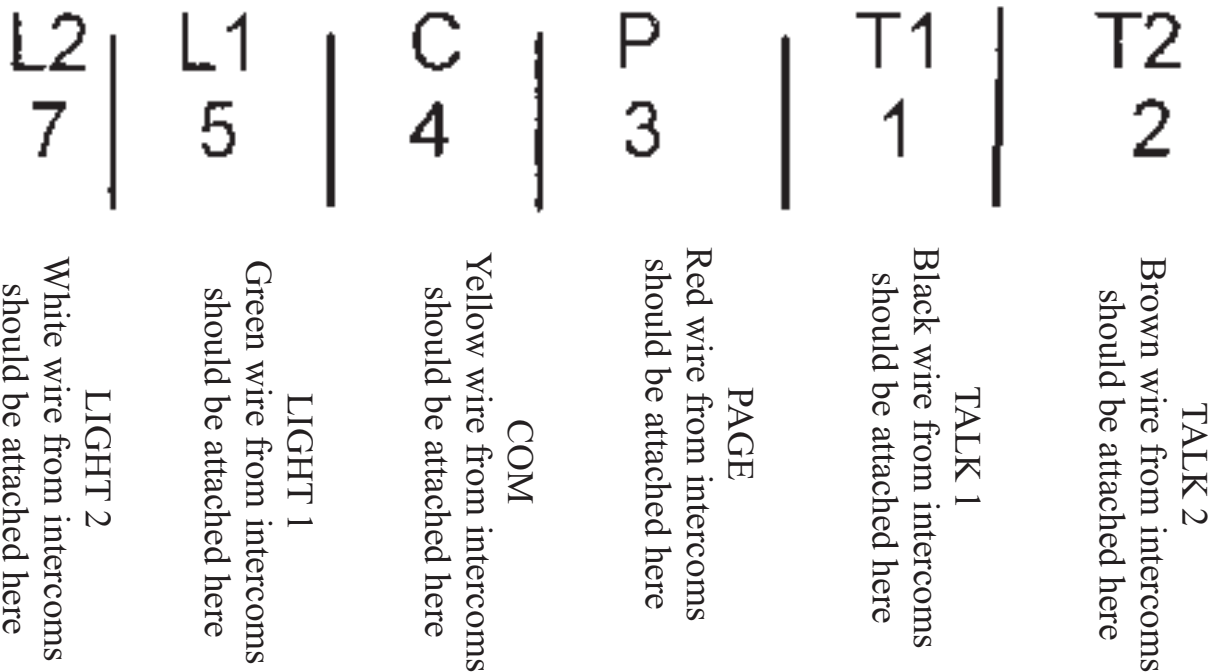 L2 L1 C P T1 T2
7 5 4 3 1 2
LIGHT 2
White wire from intercoms
should be attached here
LIGHT 1
Green wire from intercoms
should be attached here
COM
Yellow wire from intercoms
should be attached here
PAGE
Red wire from intercoms
should be attached here
TALK 1
Black wire from intercoms
should be attached here
TALK 2
Brown wire from intercoms
should be attached here